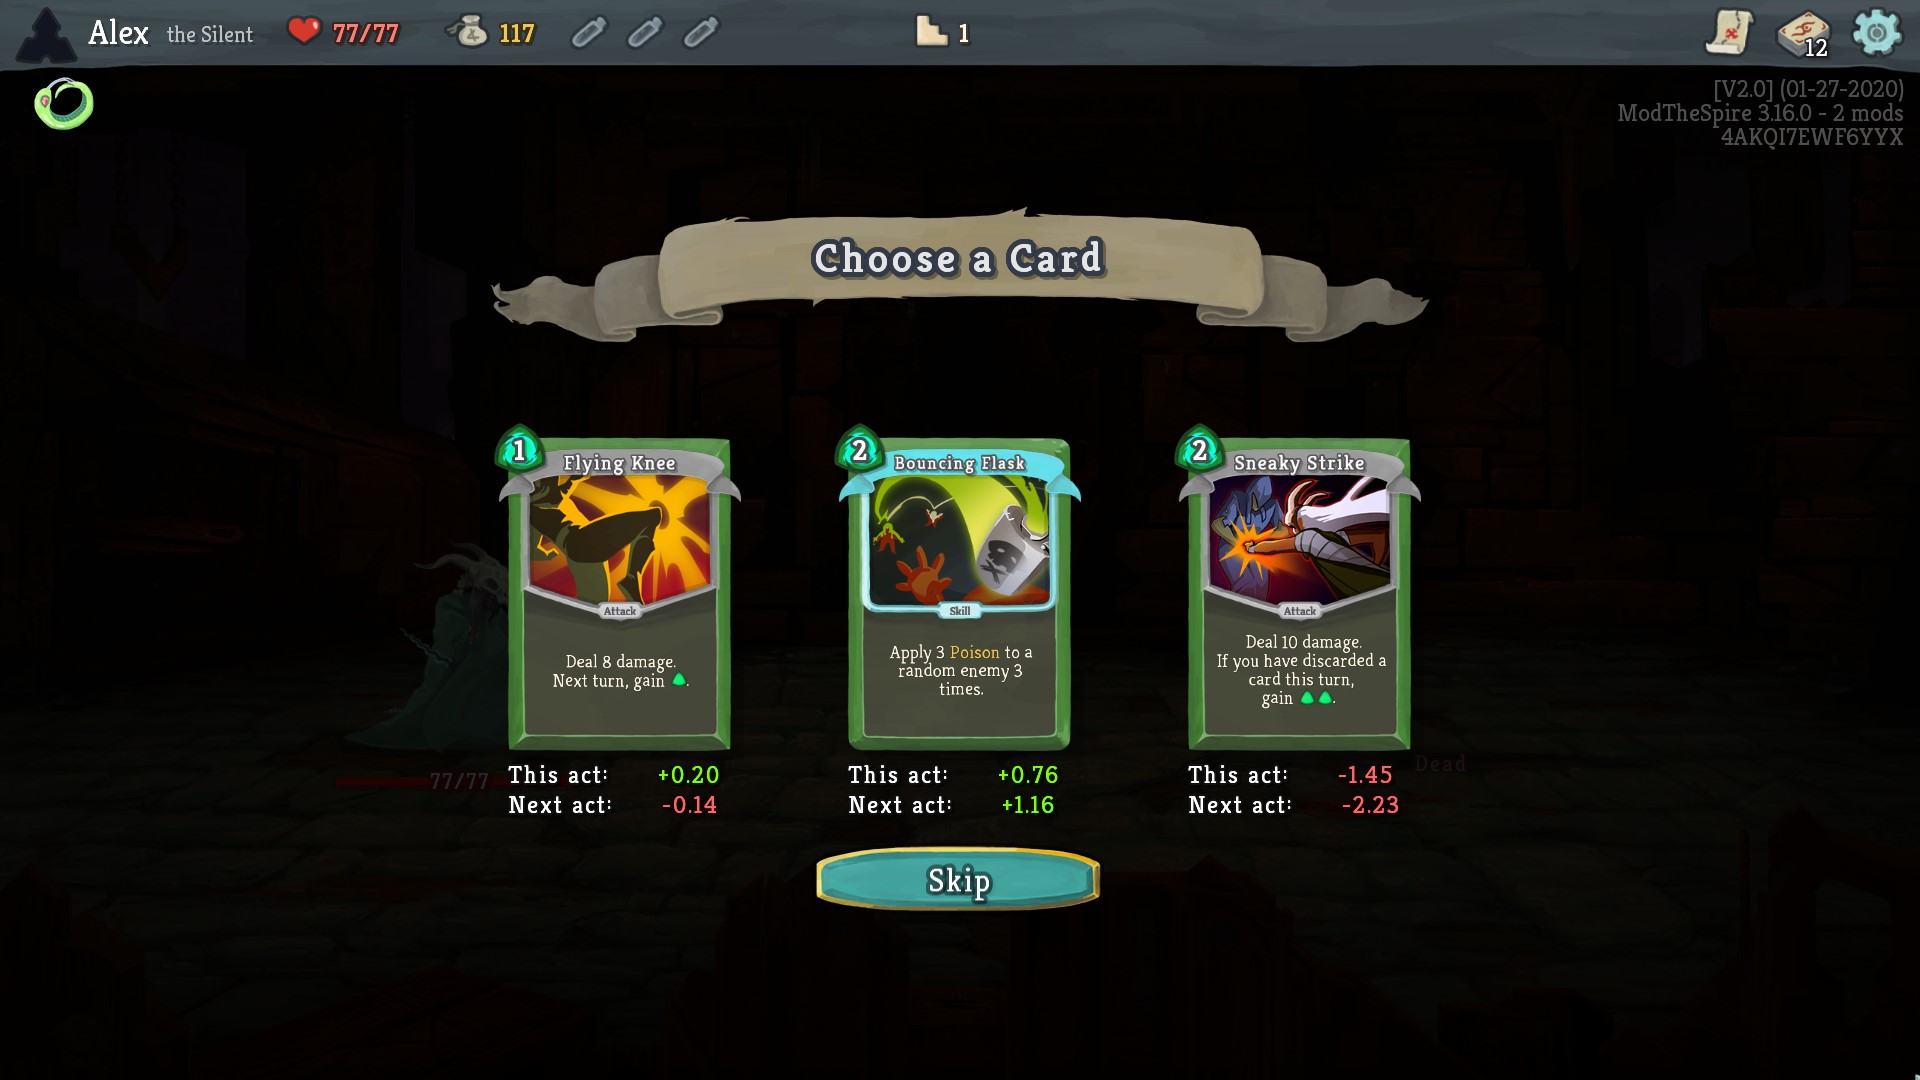 Alex the Silent 77/77 117 1 12
[V2.0] (01-27-2020)
ModTheSpire 3.16.0 - 2 mods
4AKQI7EWF6YYX
Choose a Card
1 Flying Knee
Attack
Deal 8 damage.
Next turn, gain .
This act: +0.20
Next act: -0.14
2 Bouncing Flask
Skill
Apply 3 Poison to a
random enemy 3
times.
This act: +0.76
Next act: +1.16
2 Sneaky Strike
Attack
Deal 10 damage.
If you have discarded a
card this turn,
gain .
This act: -1.45
Next act: -2.23
77/77
Dead
Skip